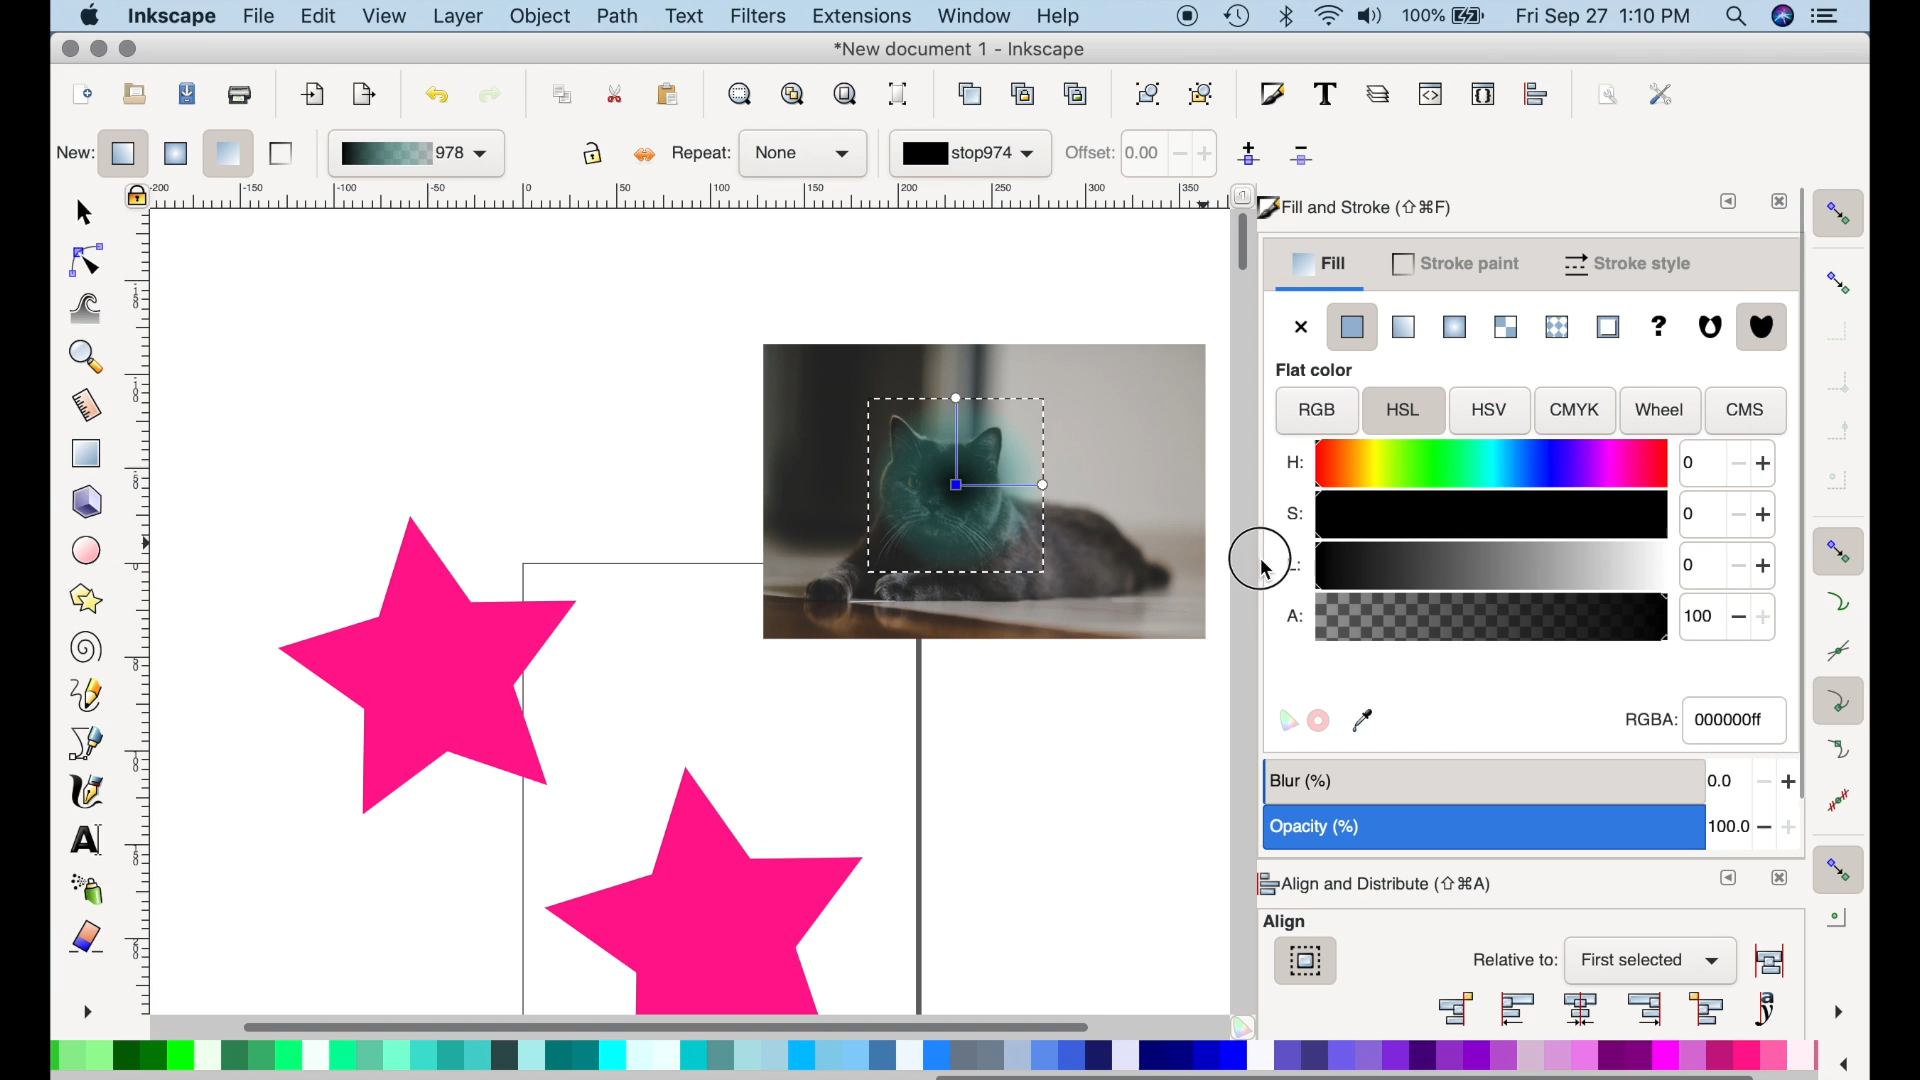 Inkscape File Edit View Layer Object Path Text Filters Extensions Window Help 100% Fri Sep 27 1:10 PM
*New document 1 - Inkscape
New: 978 Repeat: None stop974 Offset: 0.00
-200 -150 -100 -50 0 50 100 150 200 250 300 350
Fill and Stroke (⇧⌘F)
Fill Stroke paint Stroke style
Flat color
RGB HSL HSV CMYK Wheel CMS
H: 0
S: 0
L: 0
A: 100
RGBA: 000000ff
Blur (%) 0.0
Opacity (%) 100.0
Align and Distribute (⇧⌘A)
Align
Relative to: First selected